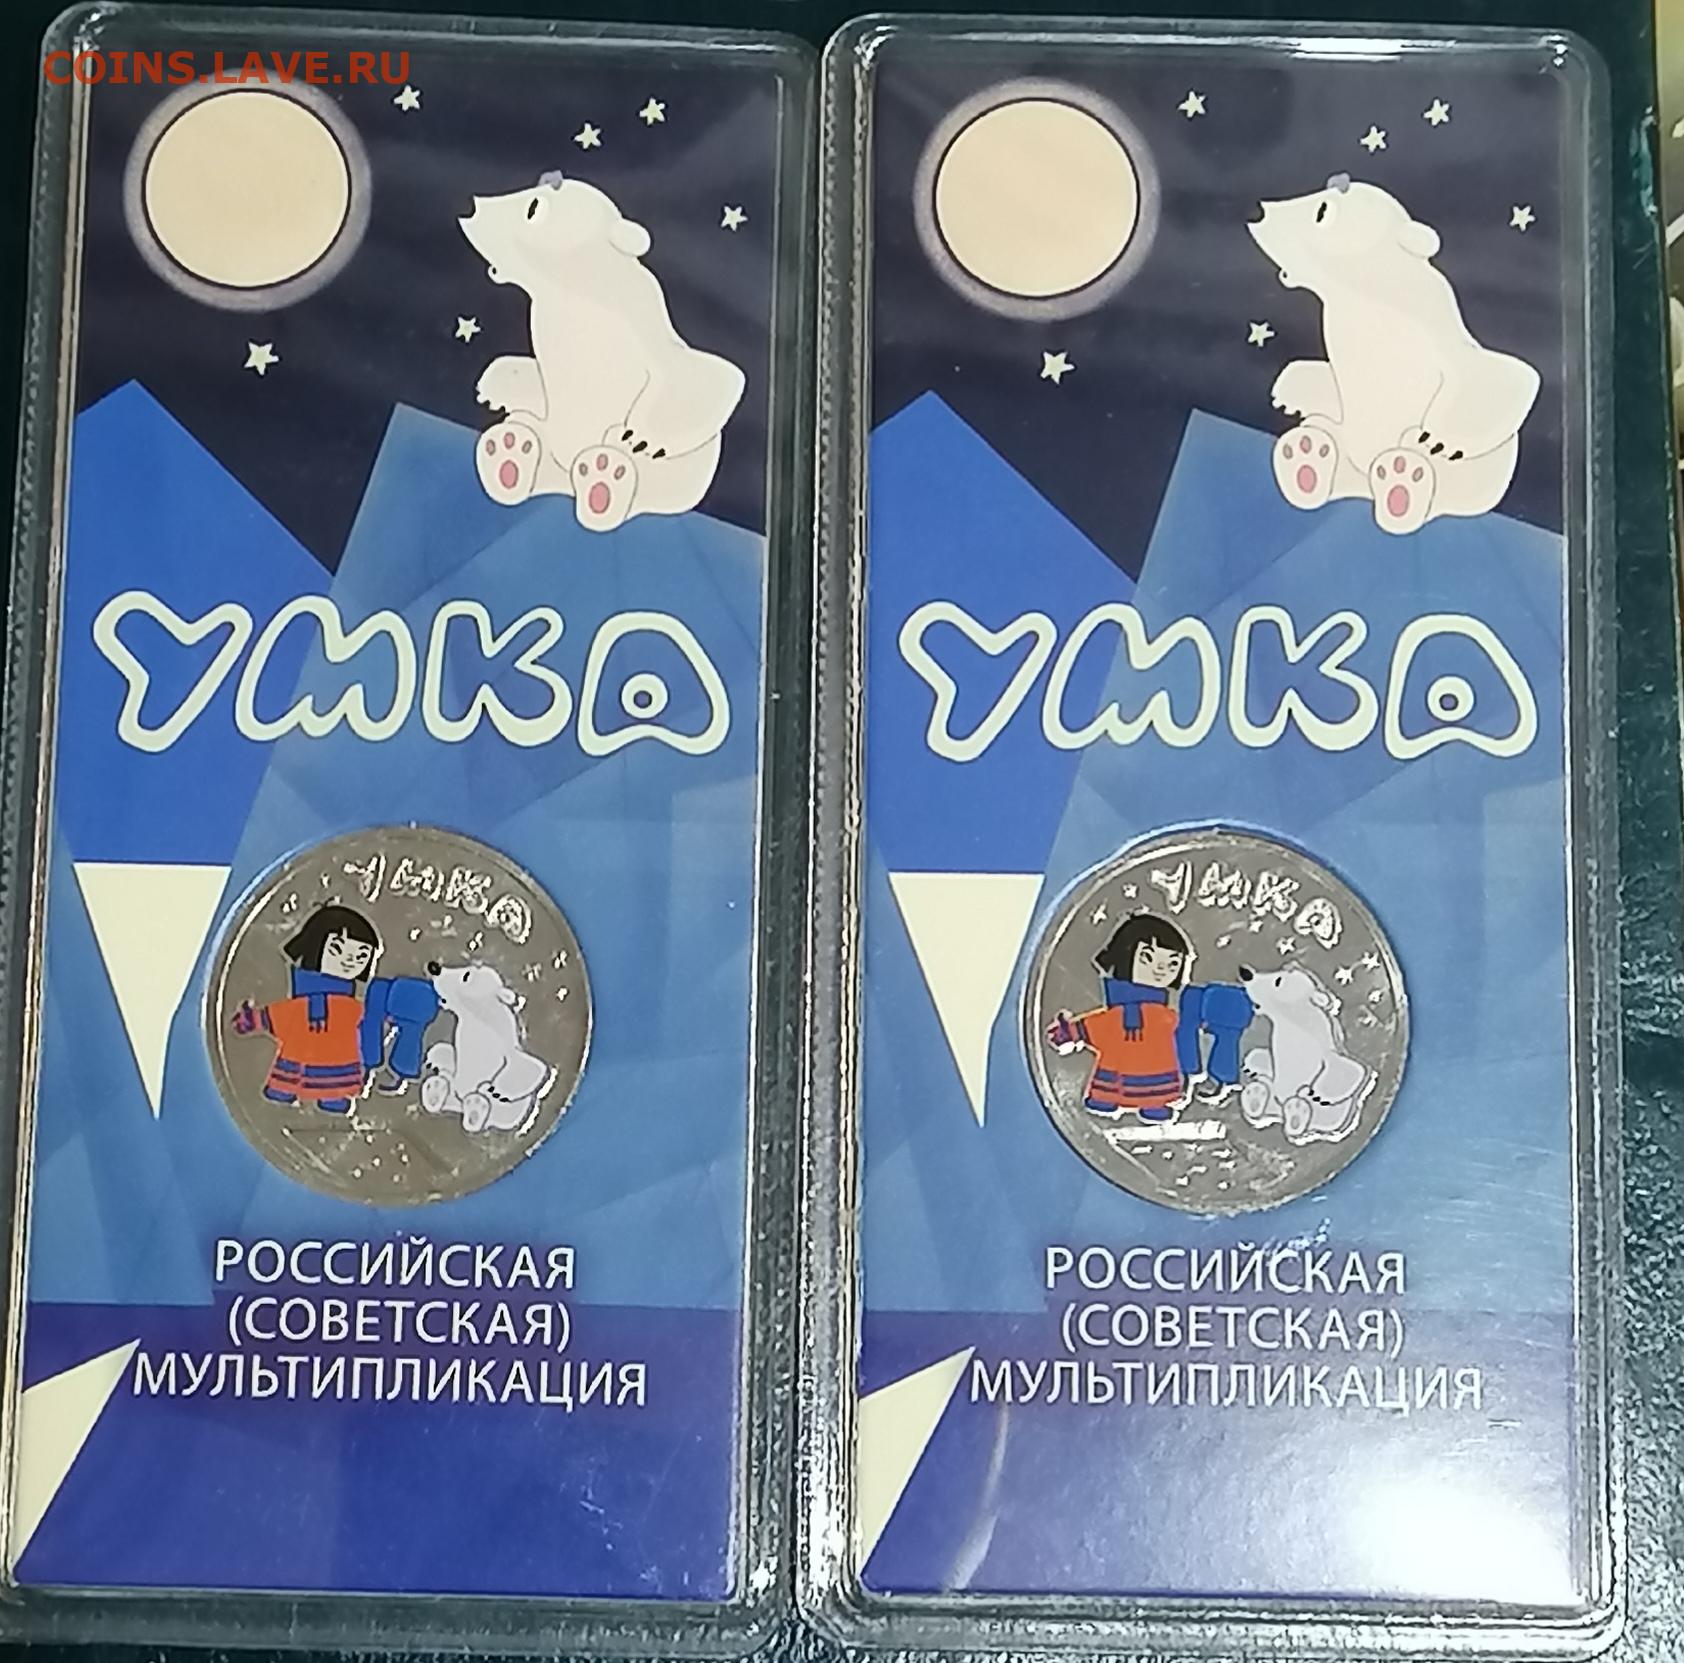 COINS.LAVE.RU
УМКА
УМКА
РОССИЙСКАЯ
(СОВЕТСКАЯ)
МУЛЬТИПЛИКАЦИЯ
УМКА
УМКА
РОССИЙСКАЯ
(СОВЕТСКАЯ)
МУЛЬТИПЛИКАЦИЯ